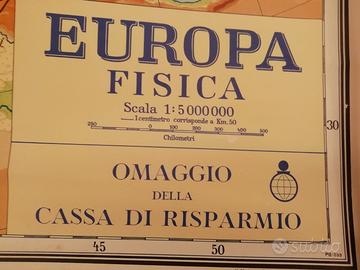 EUROPA
FISICA
Scala 1:5 000 000
1 centimetro corrisponde a Km. 50
250 0 100 200 300 400 500
Chilometri
30
OMAGGIO
DELLA
CASSA DI RISPARMIO
45 50
subito